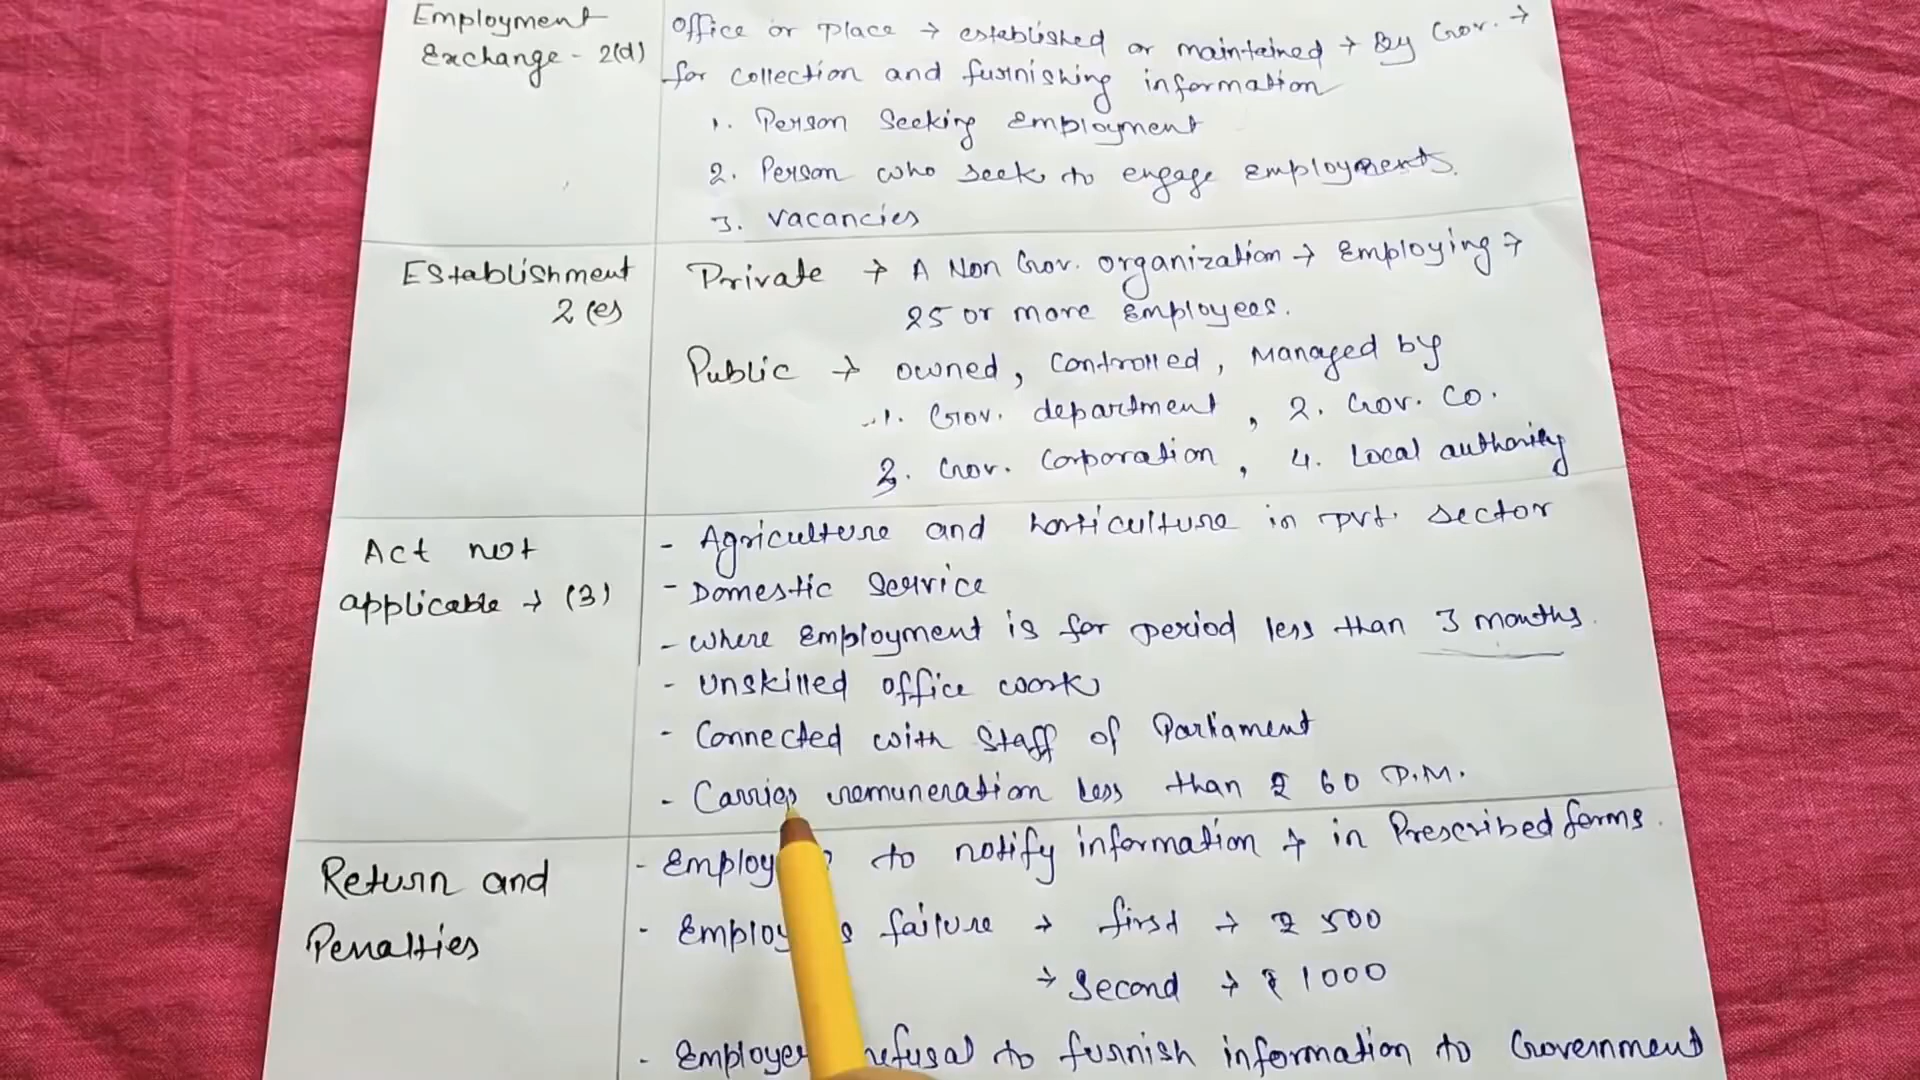 Employment
Exchange - 2(d)
Office or place → established or maintained → By Gov. →
for collection and furnishing information
1. Person Seeking Employment
2. Person who seek to engage employments.
3. Vacancies
Establishment
2(e)
Private → A Non Gov. organization → Employing →
25 or more Employees.
Public → owned, Controlled, Managed by
1. Gov. department, 2. Gov. Co.
3. Gov. Corporation, 4. Local authority
Act not
applicable → (3)
- Agriculture and horticulture in pvt. sector
- Domestic Service
- where Employment is for period less than 3 months.
- Unskilled office work
- Connected with Staff of Parliament
- Carries remuneration less than ₹ 60 P.M.
Return and
Penalties
- to notify information → in Prescribed forms.
- failure → first → ₹ 500
→ Second → ₹ 1000
- Employer refusal to furnish information to Government